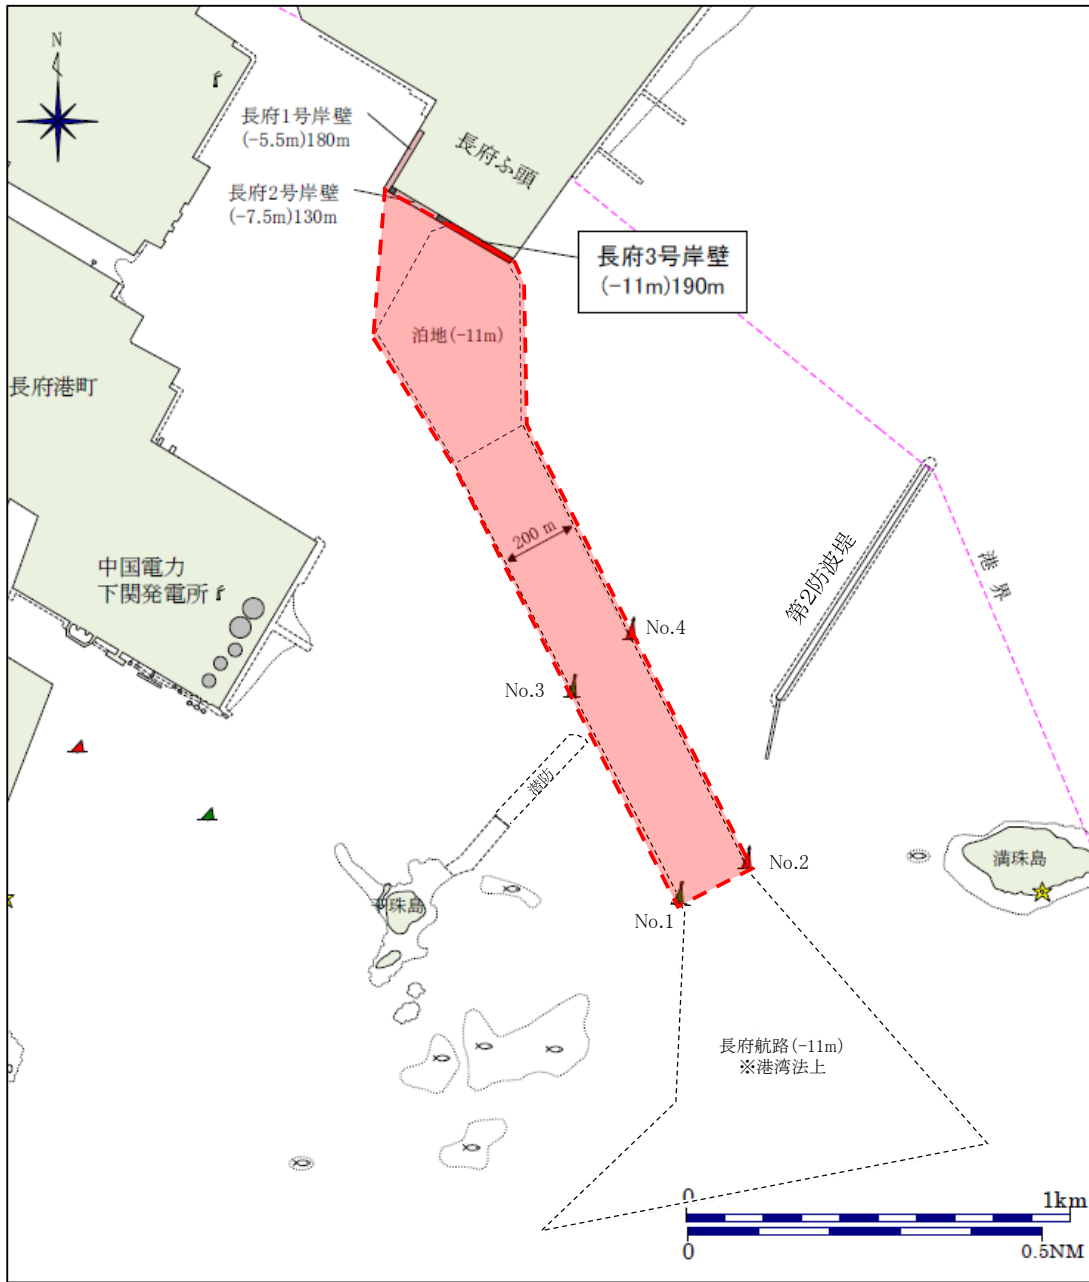 N
長府1号岸壁
(-5.5m)180m
長府ふ頭
長府2号岸壁
(-7.5m)130m
長府3号岸壁
(-11m)190m
泊地(-11m)
長府港町
200 m
中国電力
下関発電所
第2防波堤
港界
No.4
No.3
潜防
No.2
満珠島
珠島
No.1
長府航路(-11m)
※港湾法上
0
1km
0
0.5NM